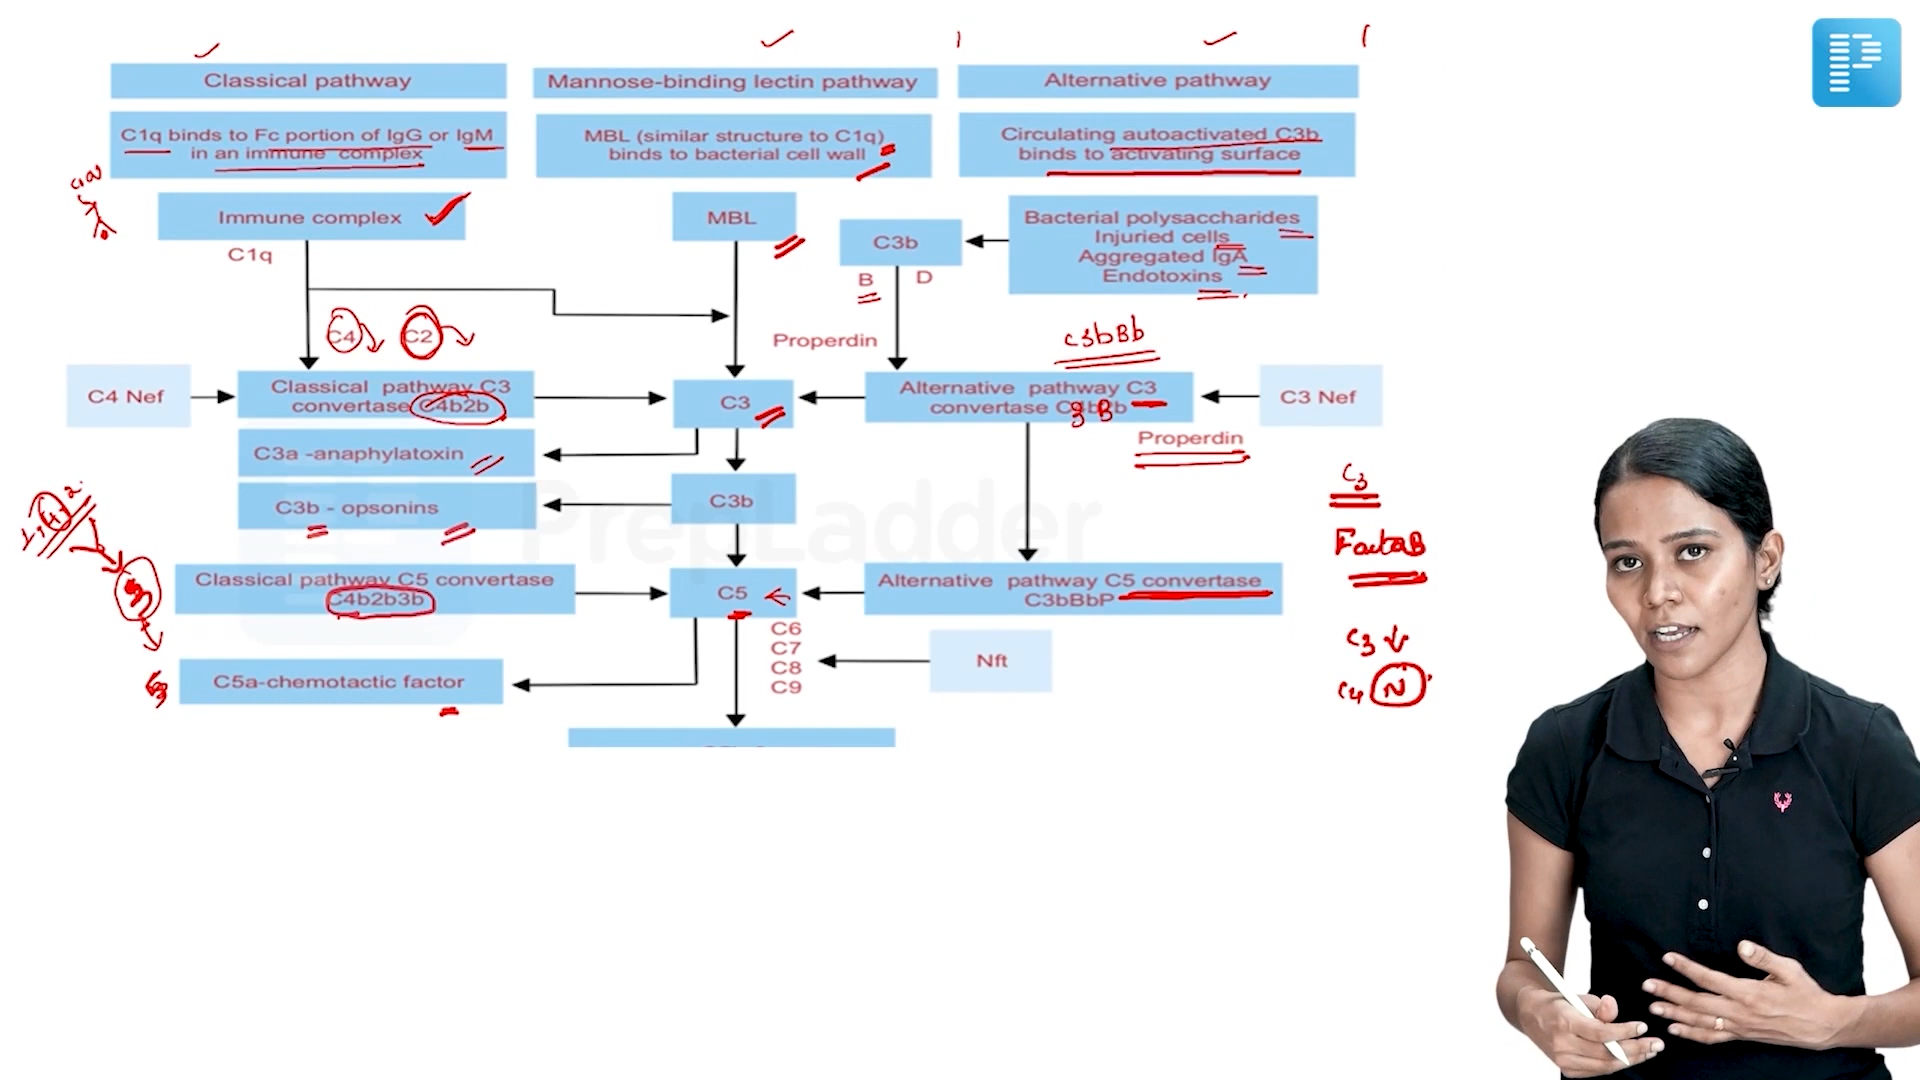 Classical pathway
Mannose-binding lectin pathway
Alternative pathway
C1q binds to Fc portion of IgG or IgM
in an immune complex
MBL (similar structure to C1q)
binds to bacterial cell wall
Circulating autoactivated C3b
binds to activating surface
Immune complex
C1q
MBL
C3b
B
D
Bacterial polysaccharides
Injuried cells
Aggregated IgA
Endotoxins
C4
C2
Properdin
C3bBb
C4 Nef
Classical pathway C3
convertase C4b2b
C3
Alternative pathway C3
convertase C4b2b
3 B
C3 Nef
Properdin
C3a -anaphylatoxin
C3b - opsonins
C3b
PrepLadder
C3
Factor B
Classical pathway C5 convertase
C4b2b3b
C5
Alternative pathway C5 convertase
C3bBbP
C6
C7
C8
C9
Nft
C3
C4 N
C5a-chemotactic factor